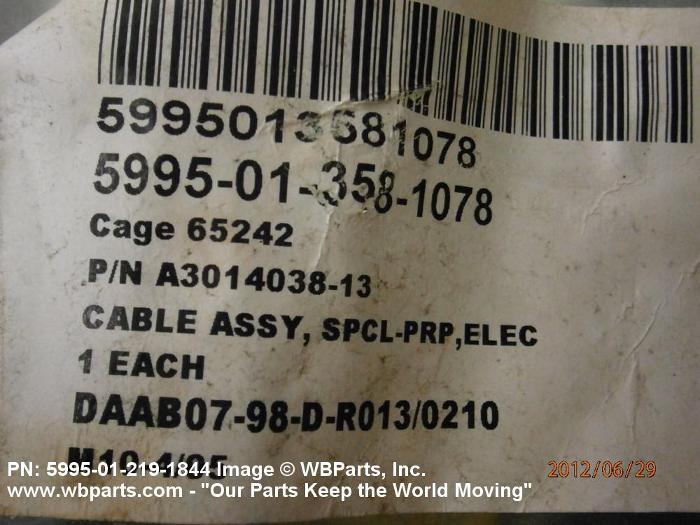 5995013581078
5995-01-358-1078
Cage 65242
P/N A3014038-13
CABLE ASSY, SPCL-PRP,ELEC
1 EACH
DAAB07-98-D-R013/0210
PN: 5995-01-219-1844 Image © WBParts, Inc.
2012/06/29
www.wbparts.com - "Our Parts Keep the World Moving"